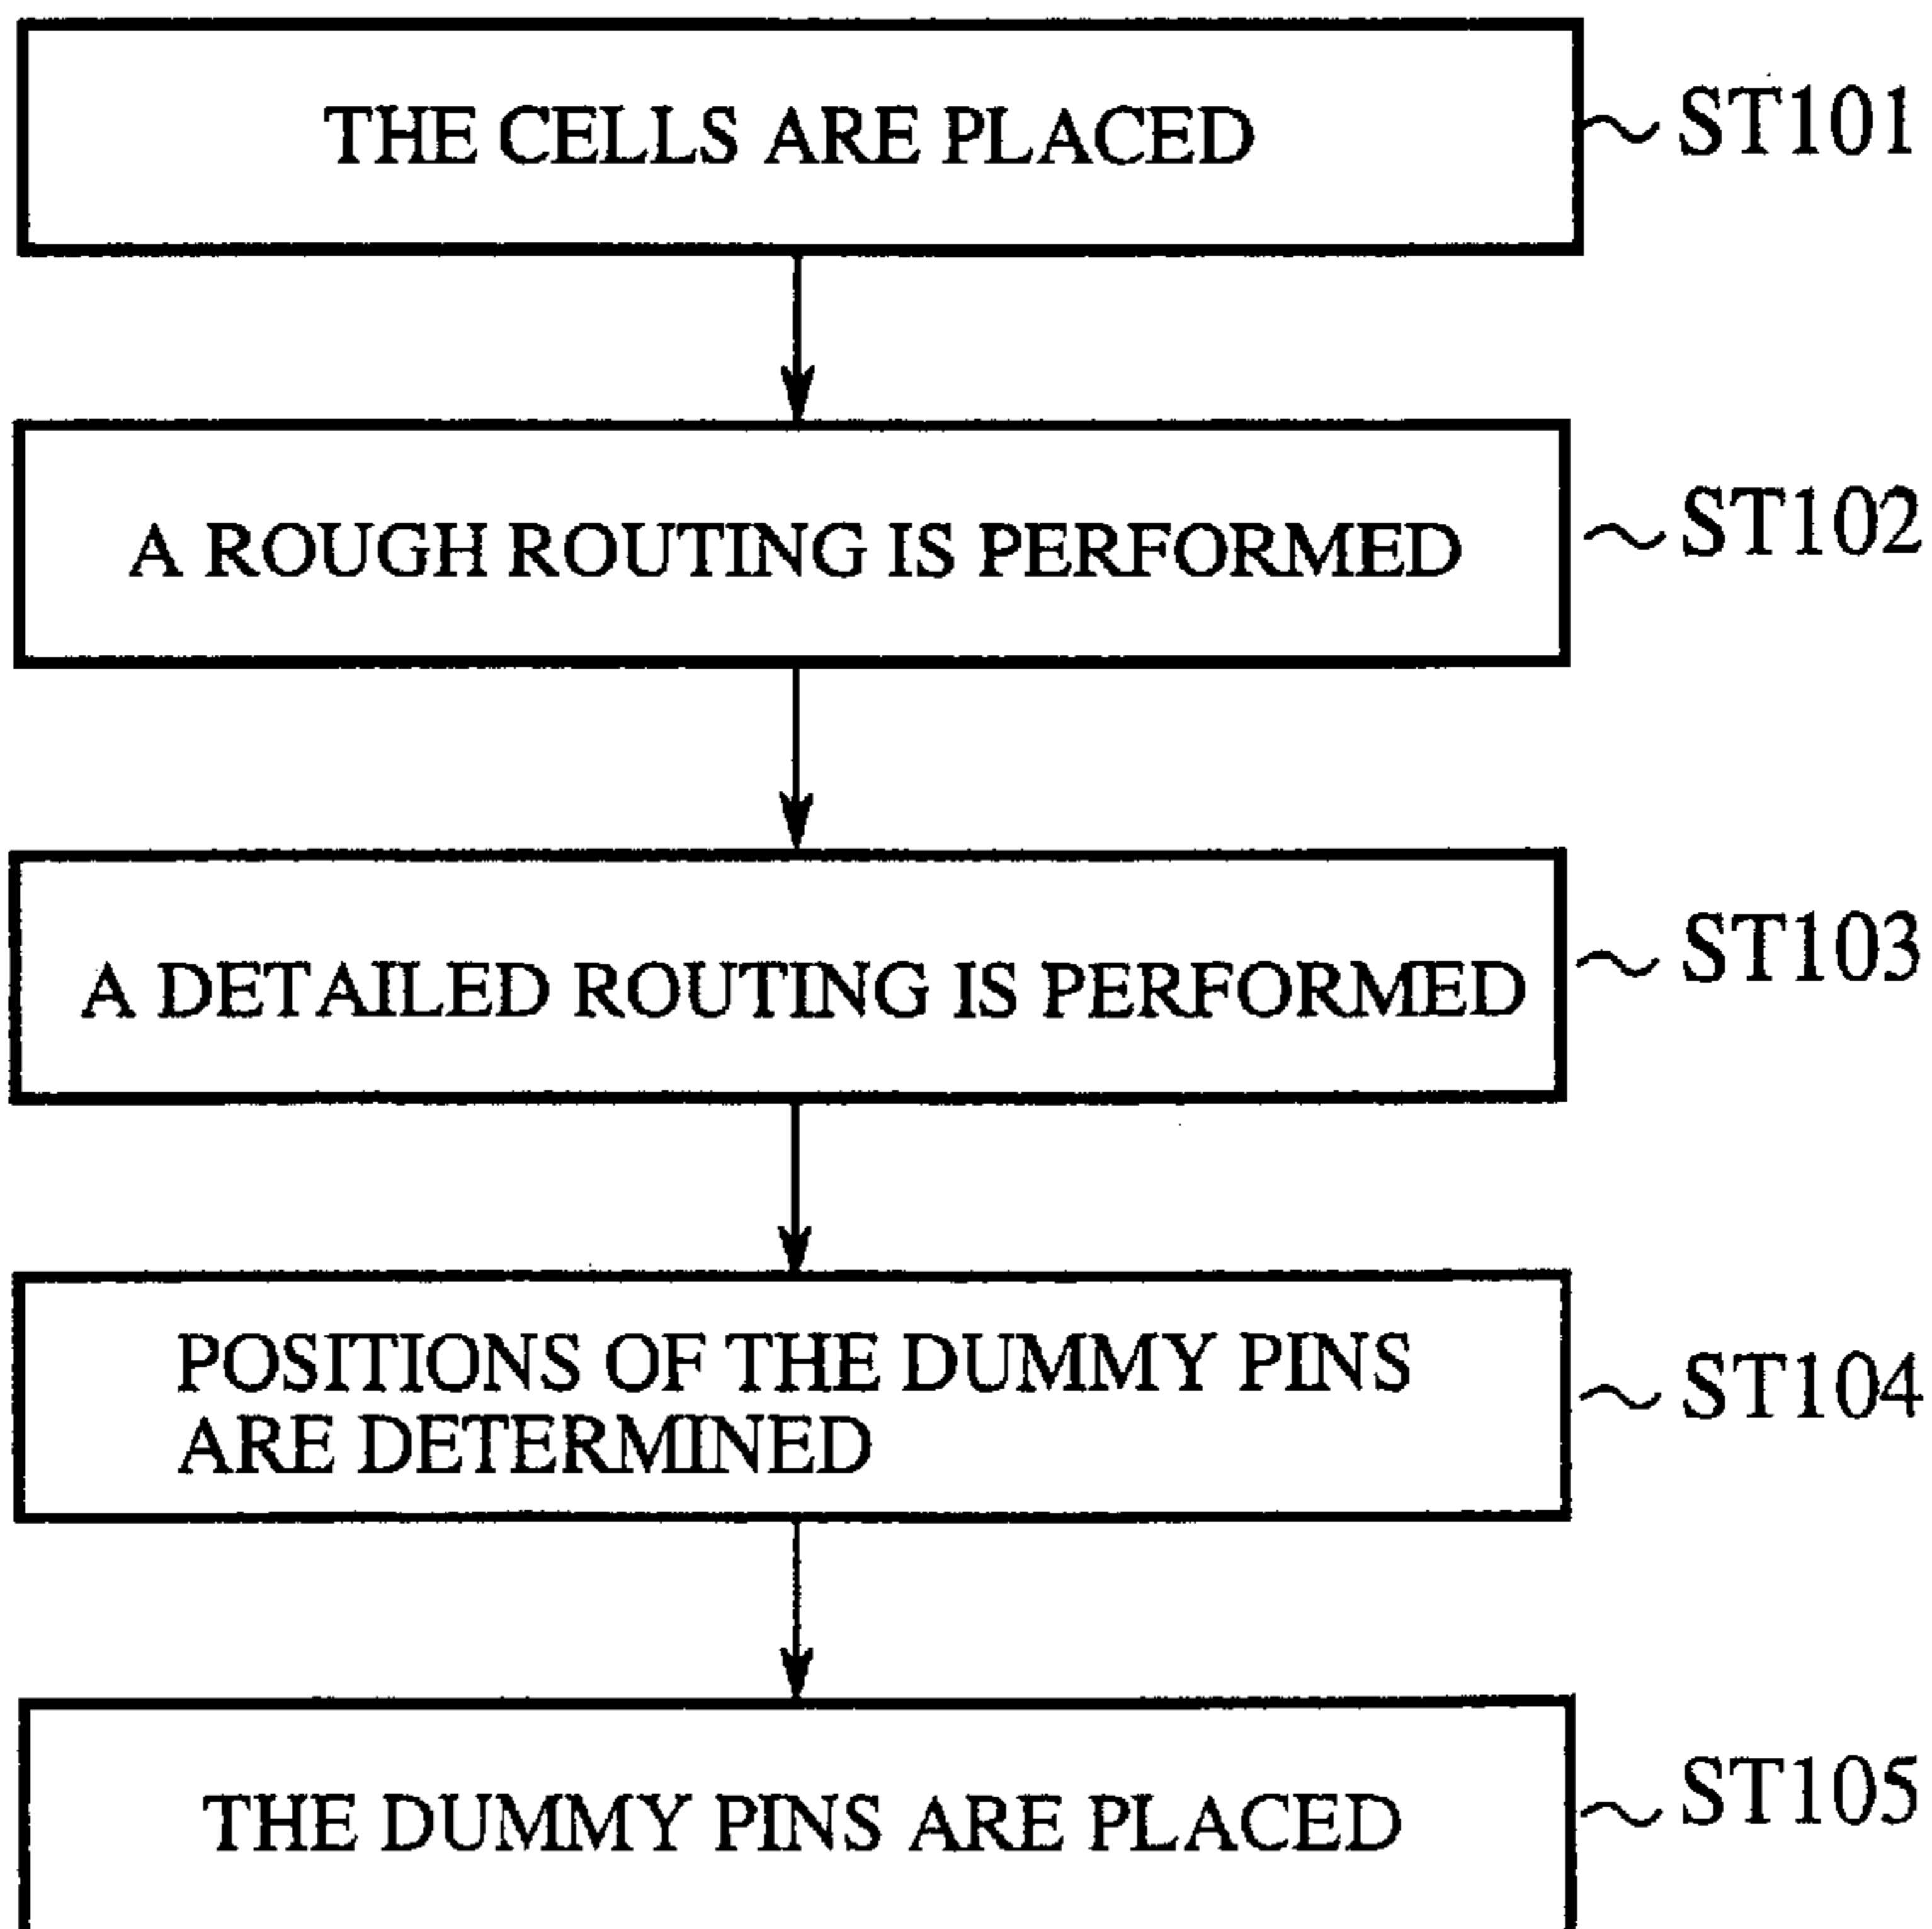 THE CELLS ARE PLACED
ST101
A ROUGH ROUTING IS PERFORMED
ST102
A DETAILED ROUTING IS PERFORMED
ST103
POSITIONS OF THE DUMMY PINS
ARE DETERMINED
ST104
THE DUMMY PINS ARE PLACED
ST105